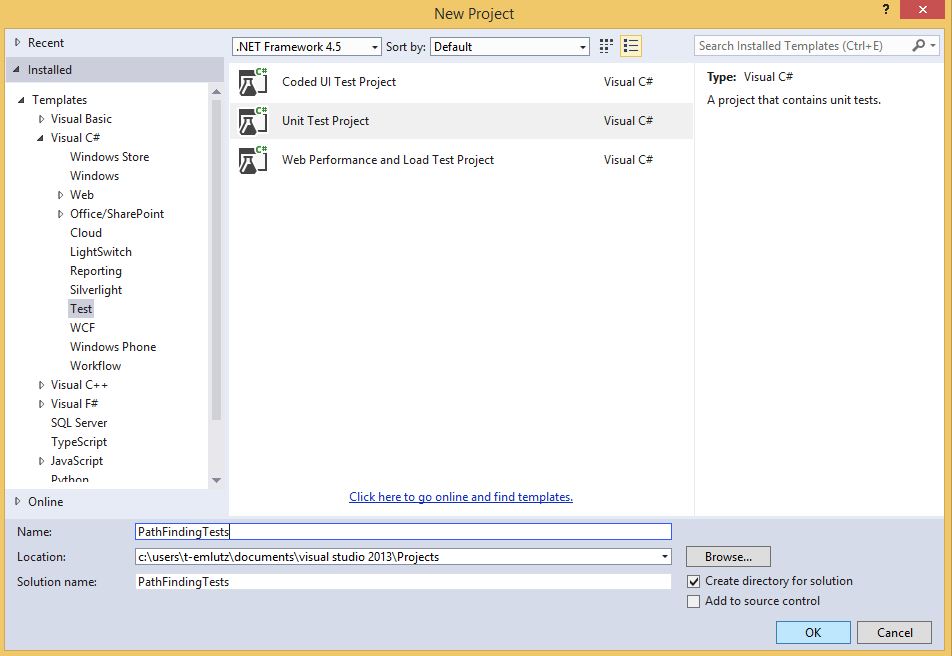 New Project
?
Recent
.NET Framework 4.5
Sort by:
Default
Search Installed Templates (Ctrl+E)
Installed
Templates
Visual Basic
Visual C#
Windows Store
Windows
Web
Office/SharePoint
Cloud
LightSwitch
Reporting
Silverlight
Test
WCF
Windows Phone
Workflow
Visual C++
Visual F#
SQL Server
TypeScript
JavaScript
Python
Online
C# Coded UI Test Project Visual C#
C# Unit Test Project Visual C#
C# Web Performance and Load Test Project Visual C#
Click here to go online and find templates.
Type: Visual C#
A project that contains unit tests.
Name: PathFindingTests
Location: c:\users\t-emlutz\documents\visual studio 2013\Projects
Browse...
Solution name: PathFindingTests
Create directory for solution
Add to source control
OK
Cancel